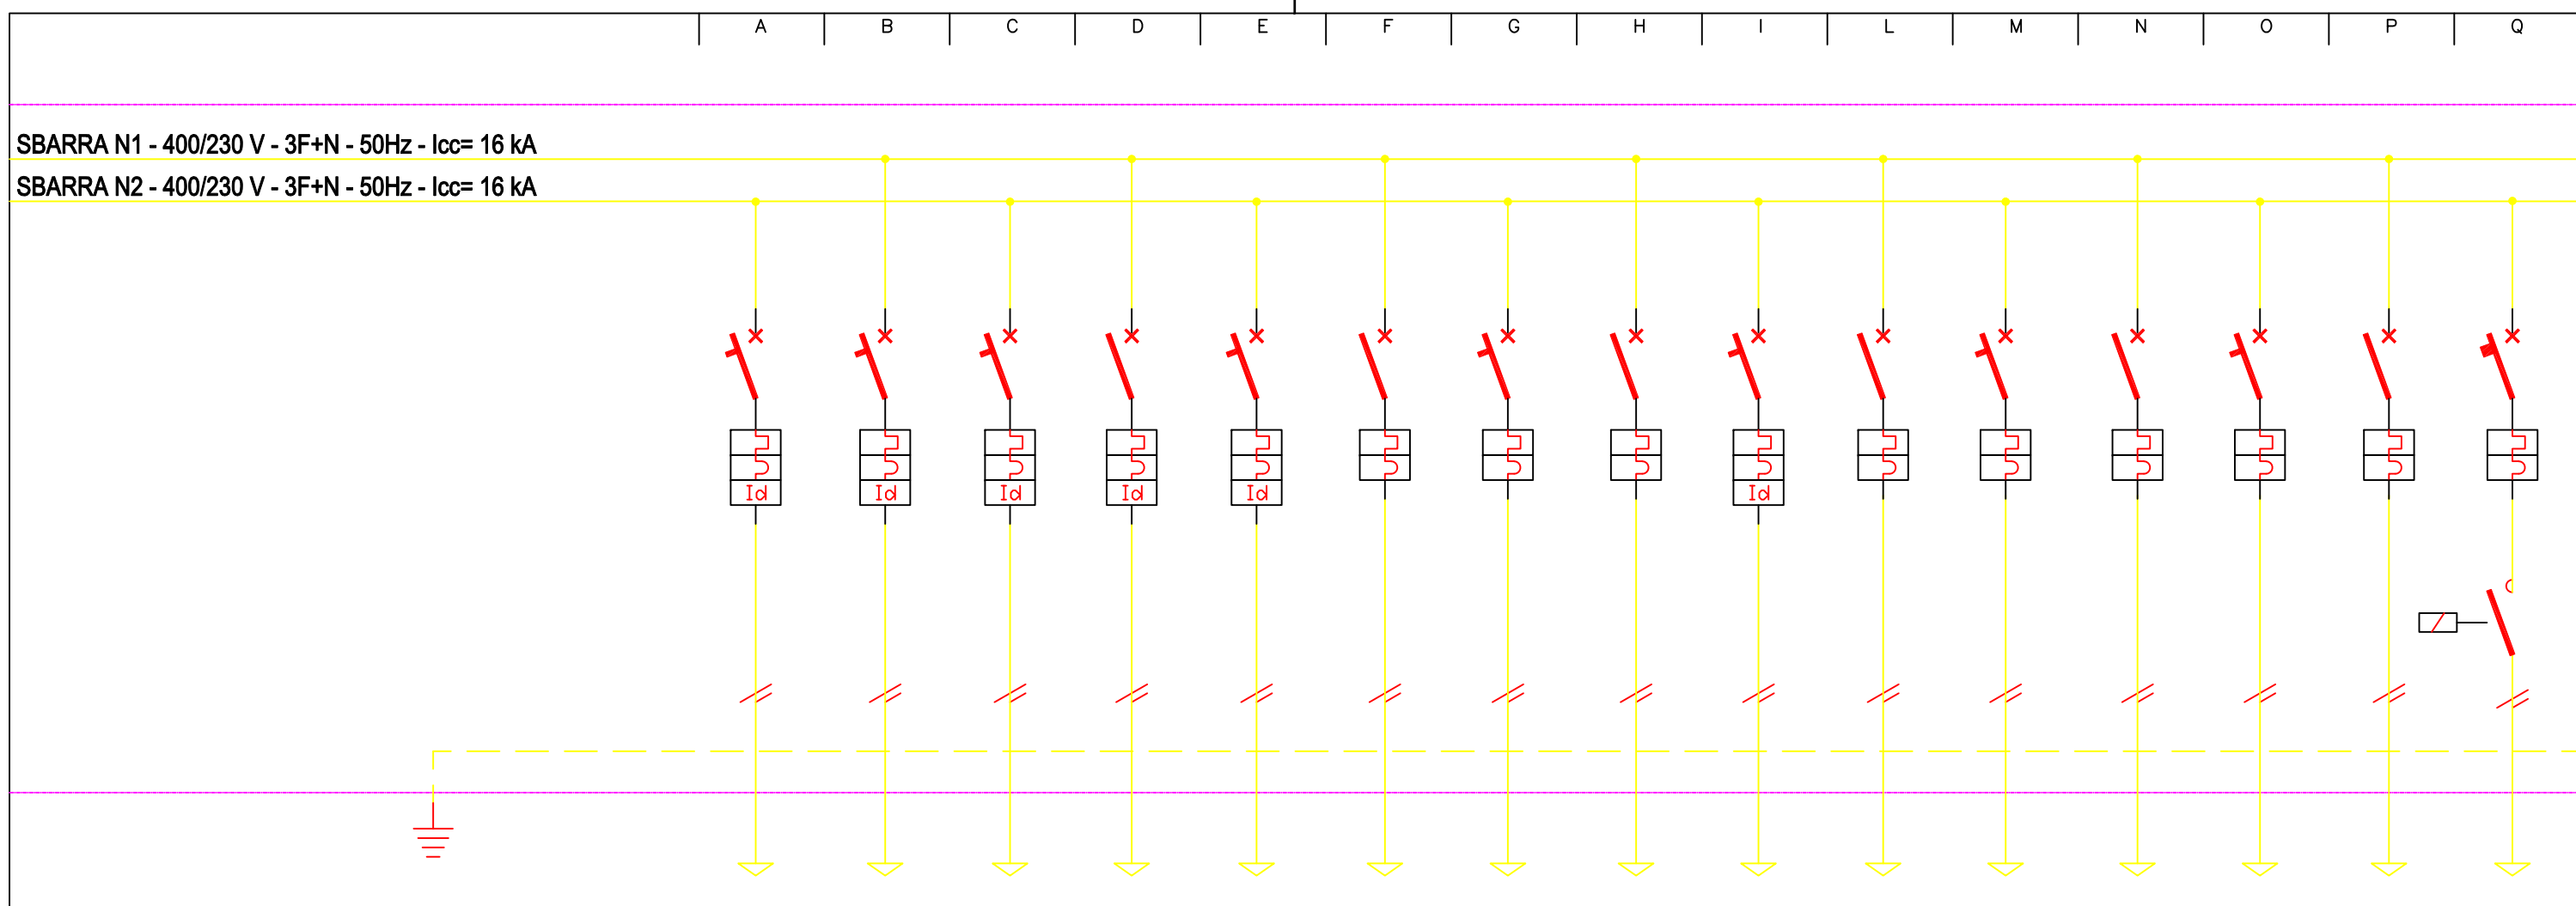 A B C D E F G H I L M N O P Q
SBARRA N1 - 400/230 V - 3F+N - 50Hz - Icc= 16 kA
SBARRA N2 - 400/230 V - 3F+N - 50Hz - Icc= 16 kA
Id Id Id Id Id Id